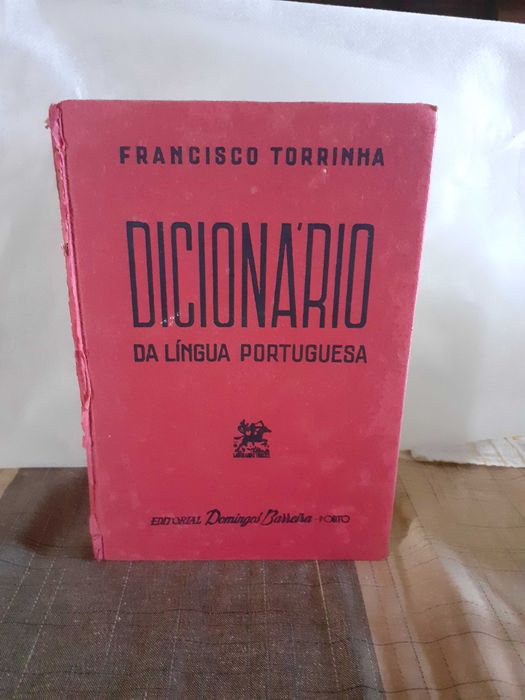 FRANCISCO TORRINHA
DICIONÁRIO
DA LÍNGUA PORTUGUESA
EDITORIAL Domingos Barreira - PORTO